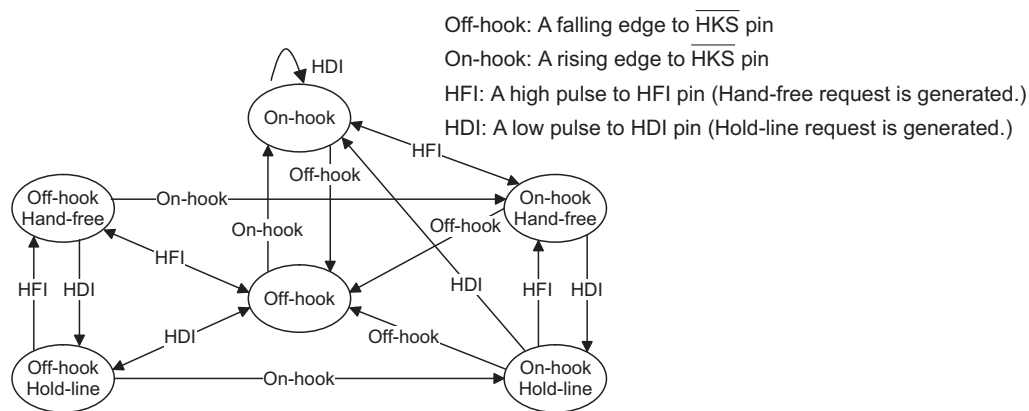 Off-hook: A falling edge to HKS pin
On-hook: A rising edge to HKS pin
HFI: A high pulse to HFI pin (Hand-free request is generated.)
HDI: A low pulse to HDI pin (Hold-line request is generated.)
HDI
On-hook
HFI
Off-hook
Off-hook
Hand-free
On-hook
On-hook
Hand-free
On-hook
Off-hook
HFI
HFI
HDI
Off-hook
HDI
HFI
HDI
HDI
Off-hook
Off-hook
Hold-line
On-hook
On-hook
Hold-line